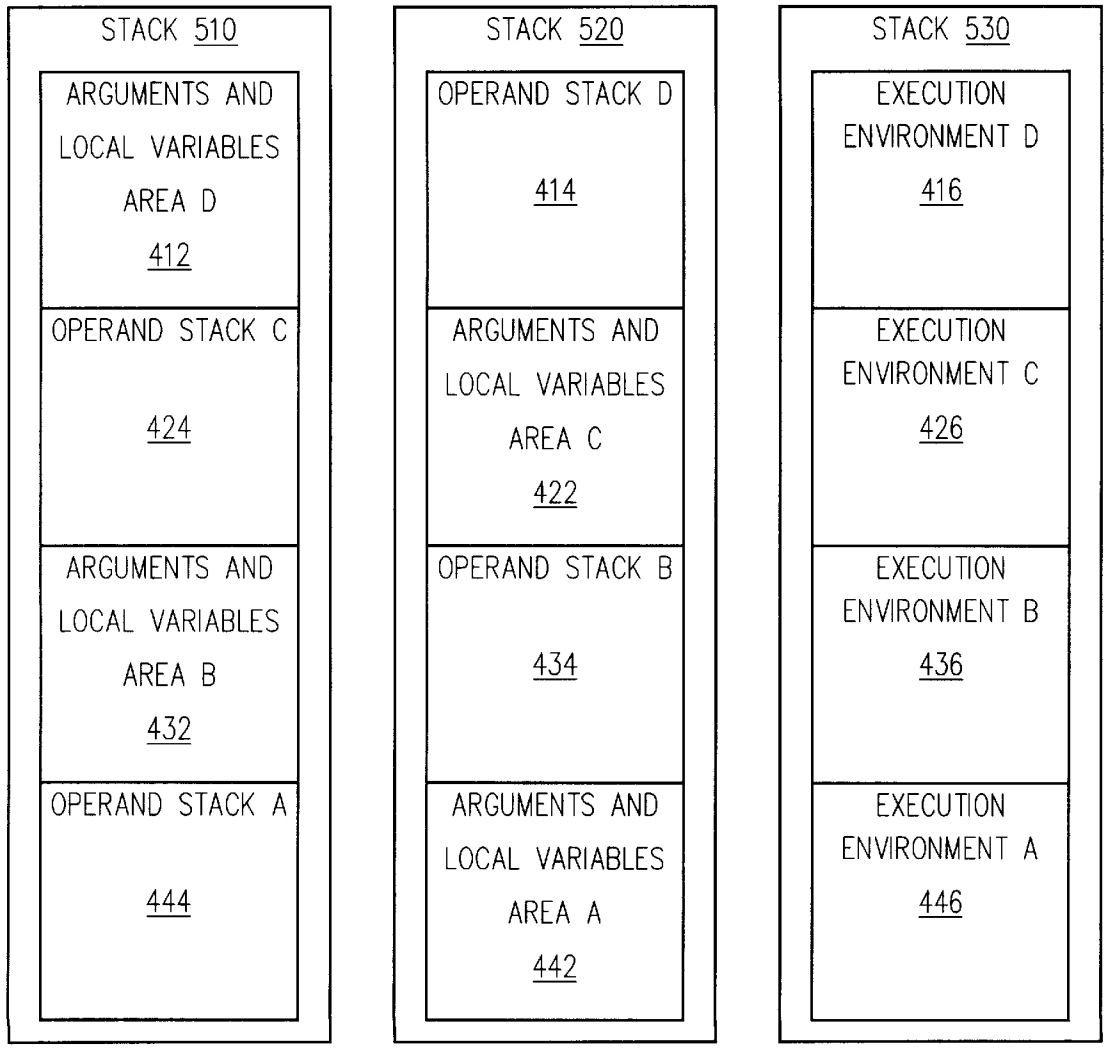 STACK 510
ARGUMENTS AND
LOCAL VARIABLES
AREA D
412
OPERAND STACK C
424
ARGUMENTS AND
LOCAL VARIABLES
AREA B
432
OPERAND STACK A
444
STACK 520
OPERAND STACK D
414
ARGUMENTS AND
LOCAL VARIABLES
AREA C
422
OPERAND STACK B
434
ARGUMENTS AND
LOCAL VARIABLES
AREA A
442
STACK 530
EXECUTION
ENVIRONMENT D
416
EXECUTION
ENVIRONMENT C
426
EXECUTION
ENVIRONMENT B
436
EXECUTION
ENVIRONMENT A
446